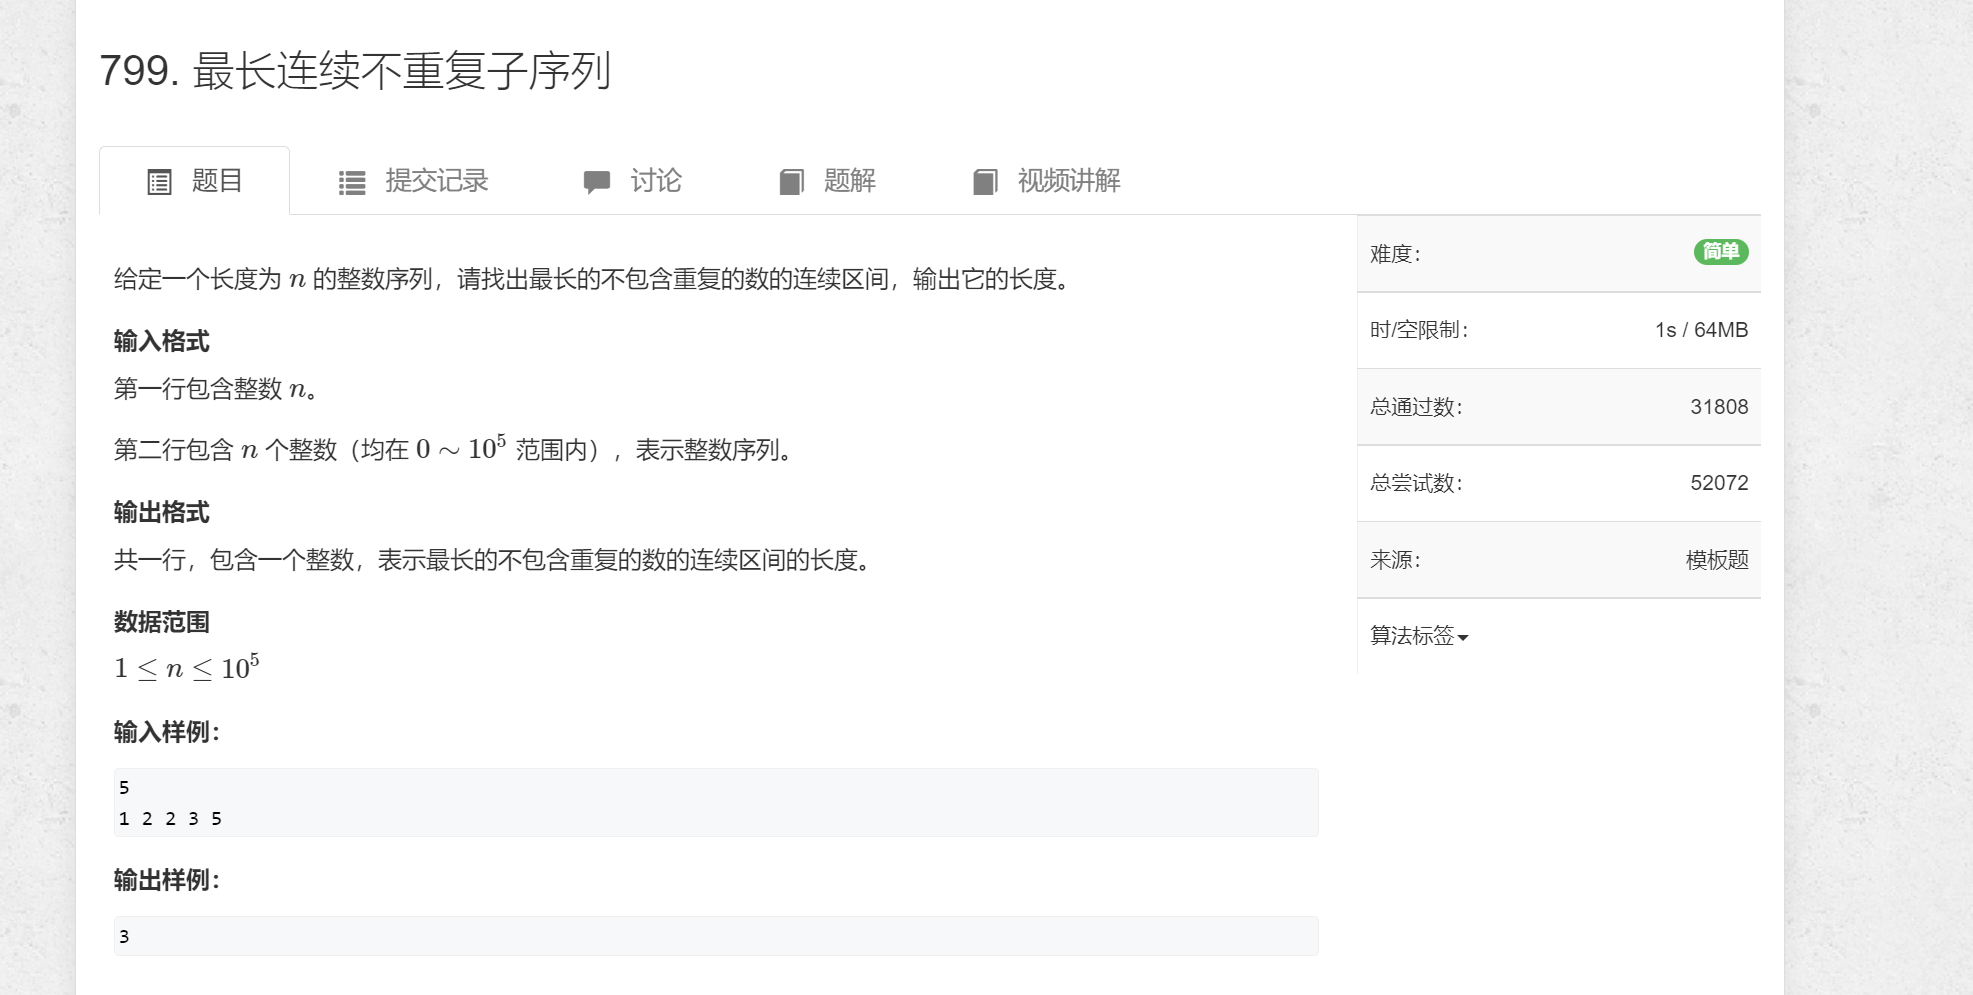 799. 最长连续不重复子序列
题目 提交记录 讨论 题解 视频讲解
给定一个长度为 n 的整数序列，请找出最长的不包含重复的数的连续区间，输出它的长度。
输入格式
第一行包含整数 n。
第二行包含 n 个整数（均在 0 ∼ 10⁵ 范围内），表示整数序列。
输出格式
共一行，包含一个整数，表示最长的不包含重复的数的连续区间的长度。
数据范围
1 ≤ n ≤ 10⁵
输入样例：
5
1 2 2 3 5
输出样例：
3
难度： 简单
时/空限制： 1s / 64MB
总通过数： 31808
总尝试数： 52072
来源： 模板题
算法标签